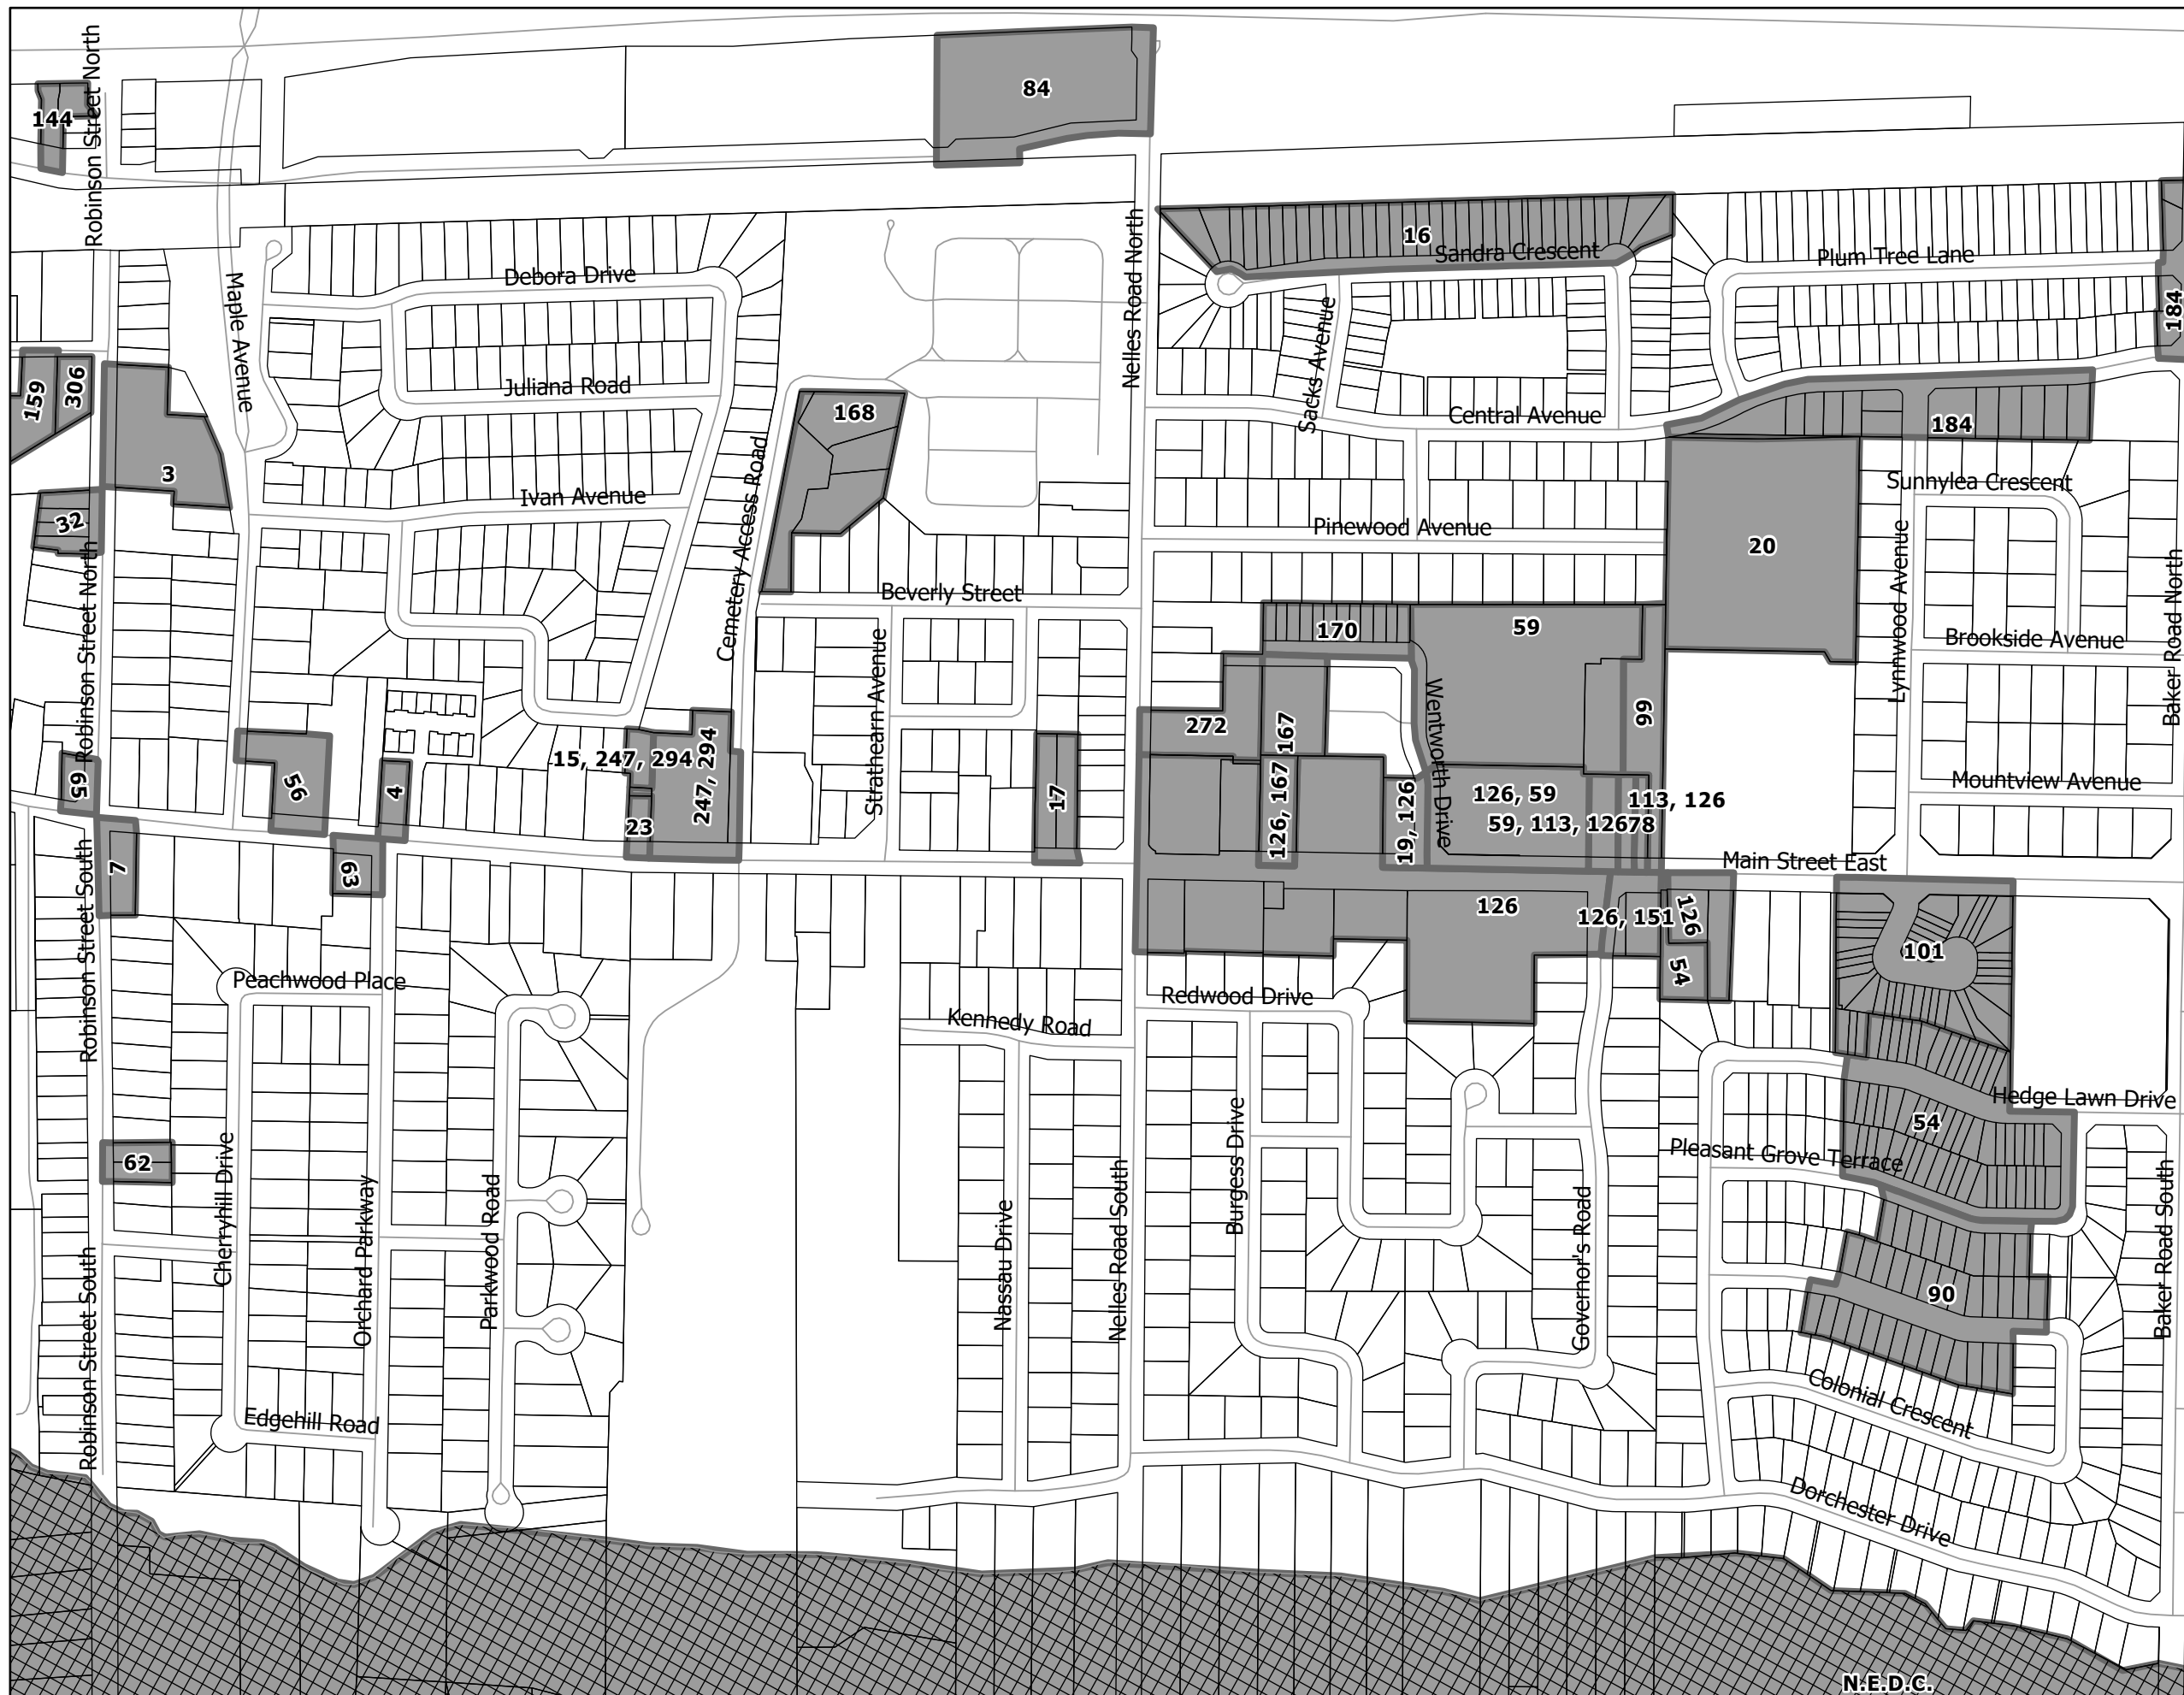 Robinson Street North
84
144
16
Sandra Crescent
Plum Tree Lane
Nelles Road North
Maple Avenue
Debora Drive
Sacks Avenue
184
159
306
Juliana Road
168
Central Avenue
184
3
Ivan Avenue
Cemetery Access Road
Sunnylea Crescent
32
Pinewood Avenue
20
Lynnwood Avenue
Baker Road North
Robinson Street North
Beverly Street
170
59
Brookside Avenue
Strathearn Avenue
272
167
Wentworth Drive
99
65
56
4
15, 247, 294
247, 294
17
Mountview Avenue
126, 167
19, 126
126, 59
113, 126
59, 113, 126
78
23
7
63
Main Street East
Robinson Street South
126
126, 151
126
54
101
Peachwood Place
Redwood Drive
Kennedy Road
Hedge Lawn Drive
54
Burgess Drive
Pleasant Grove Terrace
62
Cherryhill Drive
Orchard Parkway
Parkwood Road
Nassau Drive
Nelles Road South
Governor's Road
Baker Road South
90
Robinson Street South
Colonial Crescent
Edgehill Road
Dorchester Drive
N.E.D.C.